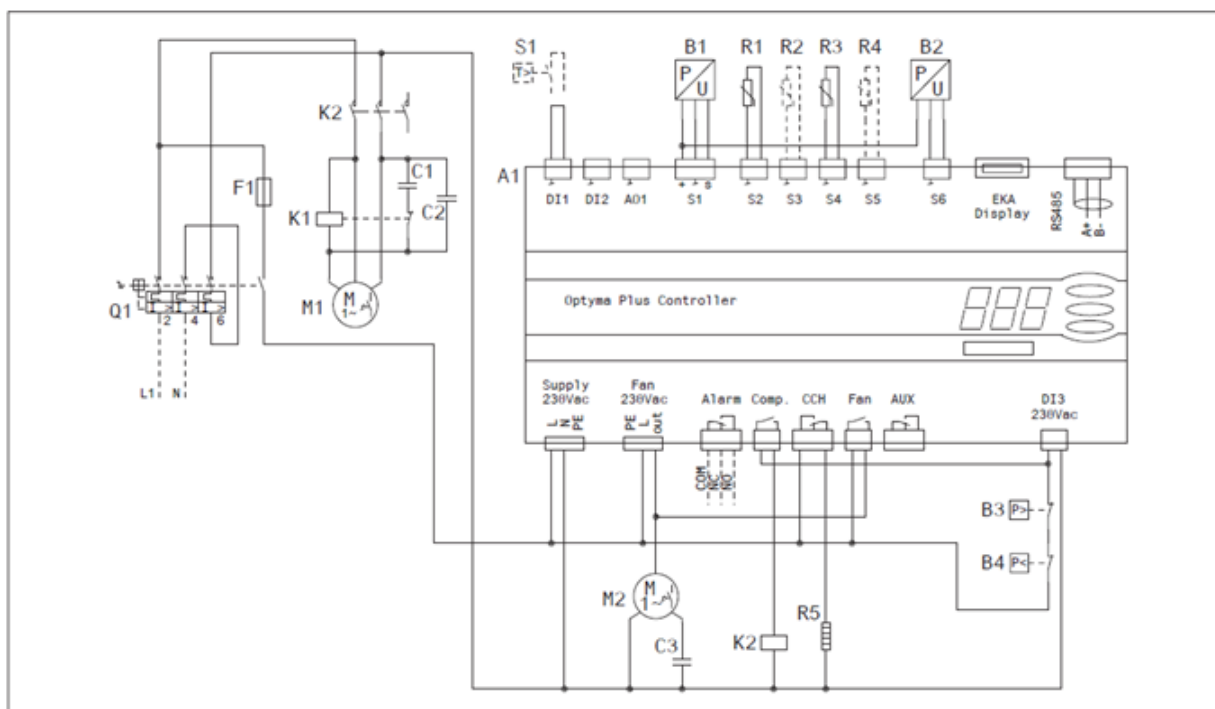 S1 B1 R1 R2 R3 R4 B2
T> P U P U
K2
A1
F1 C1
K1 C2
DI1 DI2 AO1 + s S1 S2 S3 S4 S5 S6 EKA Display RS485 A+ B-
M1 M 1~
Optyma Plus Controller
Q1 I> I> I>
2 4 6
L1 N
Supply 230Vac Fan 230Vac Alarm Comp. CCH Fan AUX DI3 230Vac
L N PE PE L out
COM NC NO
B3 P>
B4 P<
M2 M 1~
R5
C3 K2